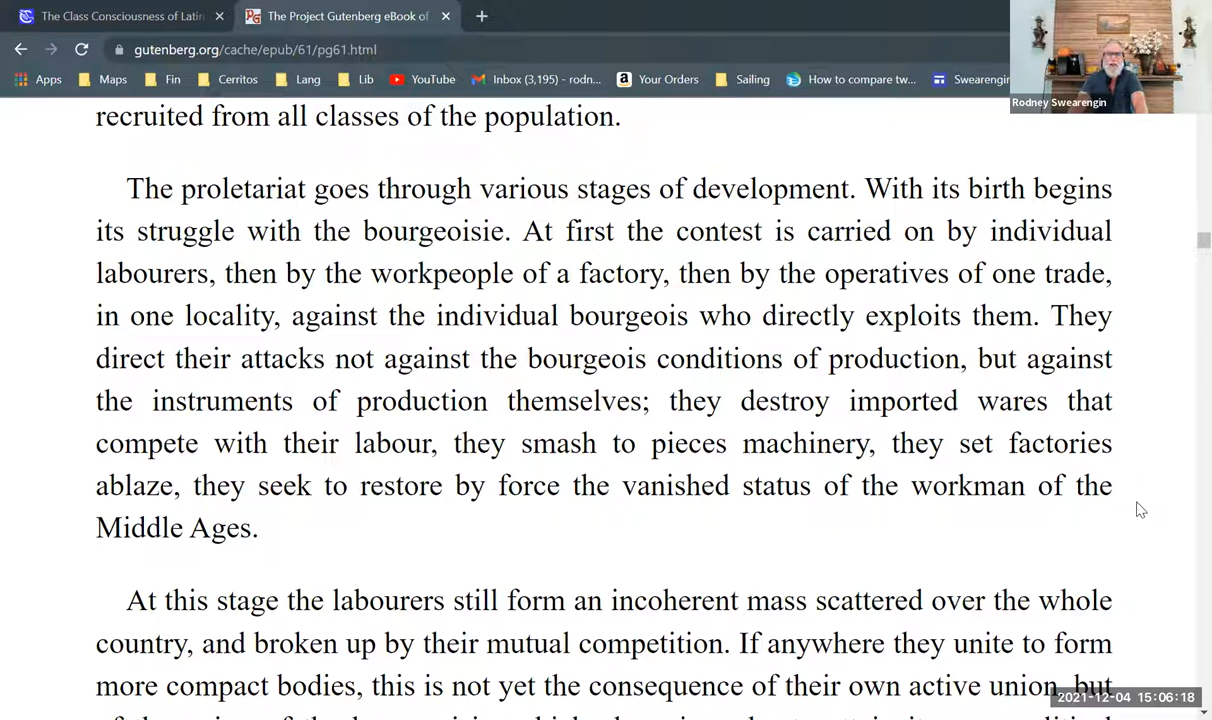 The Class Consciousness of Latin
The Project Gutenberg eBook of
gutenberg.org/cache/epub/61/pg61.html
Apps Maps Fin Cerritos Lang Lib YouTube Inbox (3,195) - rodn... Your Orders Sailing How to compare tw... Swearengin
Rodney Swearengin
recruited from all classes of the population.
The proletariat goes through various stages of development. With its birth begins
its struggle with the bourgeoisie. At first the contest is carried on by individual
labourers, then by the workpeople of a factory, then by the operatives of one trade,
in one locality, against the individual bourgeois who directly exploits them. They
direct their attacks not against the bourgeois conditions of production, but against
the instruments of production themselves; they destroy imported wares that
compete with their labour, they smash to pieces machinery, they set factories
ablaze, they seek to restore by force the vanished status of the workman of the
Middle Ages.
At this stage the labourers still form an incoherent mass scattered over the whole
country, and broken up by their mutual competition. If anywhere they unite to form
more compact bodies, this is not yet the consequence of their own active union, but
2021-12-04 15:06:18